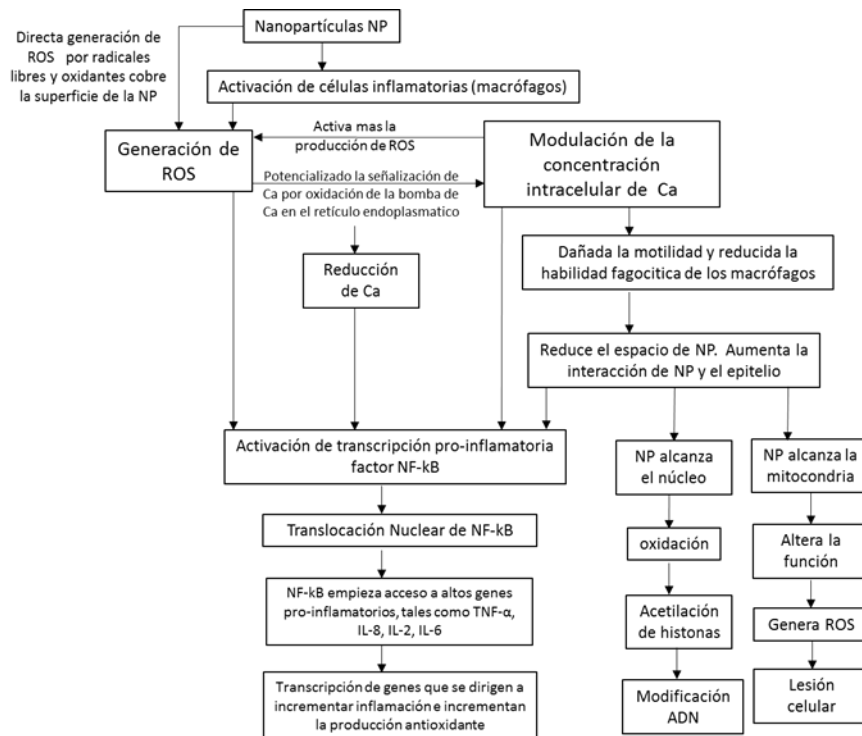 Nanopartículas NP
Directa generación de
ROS por radicales
libres y oxidantes cobre
la superficie de la NP
Activación de células inflamatorias (macrófagos)
Activa mas la
producción de ROS
Generación de
ROS
Modulación de la
concentración
intracelular de Ca
Potencializado la señalización de
Ca por oxidación de la bomba de
Ca en el retículo endoplasmatico
Reducción
de Ca
Dañada la motilidad y reducida la
habilidad fagocitica de los macrófagos
Reduce el espacio de NP. Aumenta la
interacción de NP y el epitelio
Activación de transcripción pro-inflamatoria
factor NF-kB
NP alcanza
el núcleo
NP alcanza la
mitocondria
Translocación Nuclear de NF-kB
oxidación
Altera la
función
NF-kB empieza acceso a altos genes
pro-inflamatorios, tales como TNF-α,
IL-8, IL-2, IL-6
Acetilación
de histonas
Genera ROS
Transcripción de genes que se dirigen a
incrementar inflamación e incrementan
la producción antioxidante
Modificación
ADN
Lesión
celular